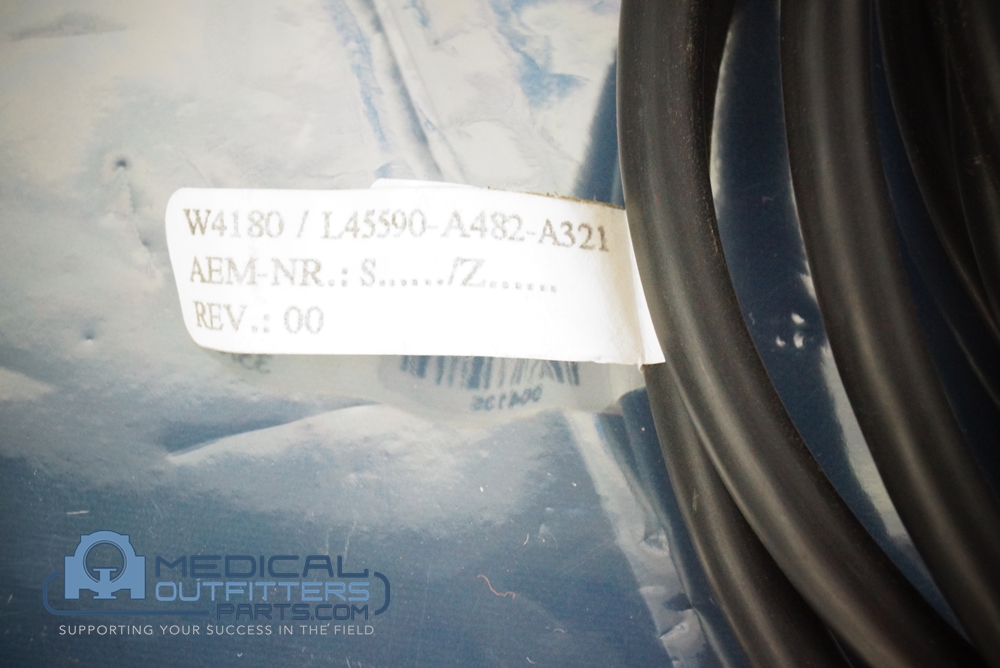 W4180 / L45590-A482-A321
AEM-NR.: S....../Z......
REV.: 00
MEDICAL
OUTFITTERS
PARTS.COM
SUPPORTING YOUR SUCCESS IN THE FIELD